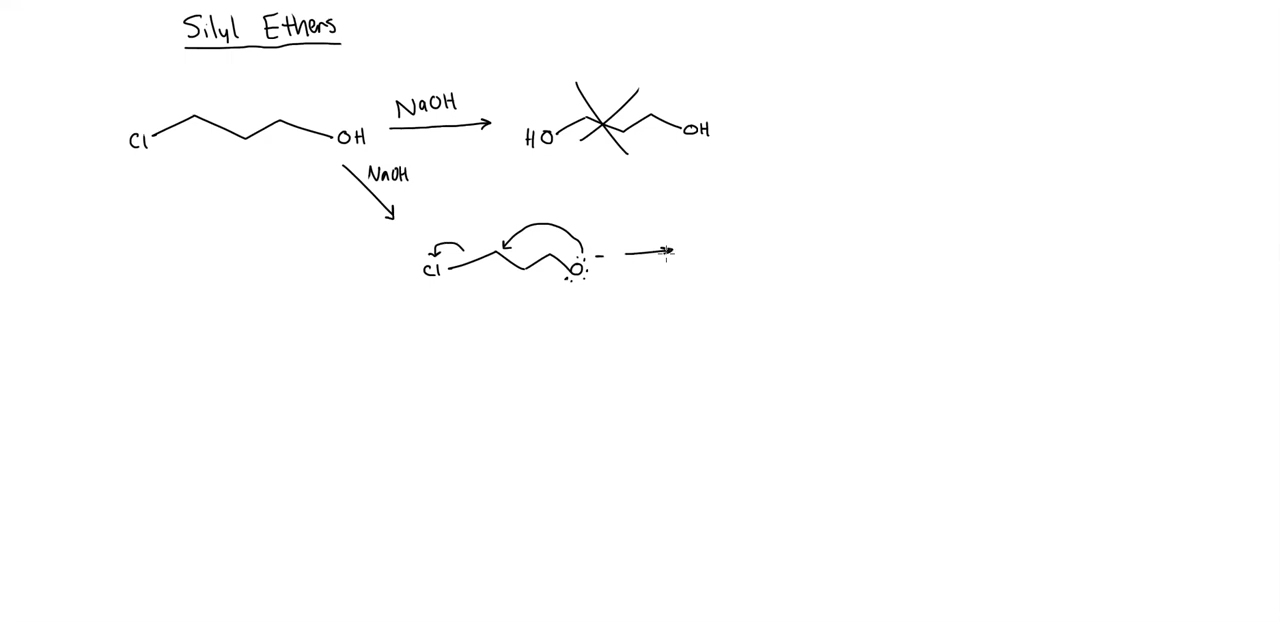 Silyl Ethers
NaOH
Cl OH
HO OH
NaOH
Cl O -